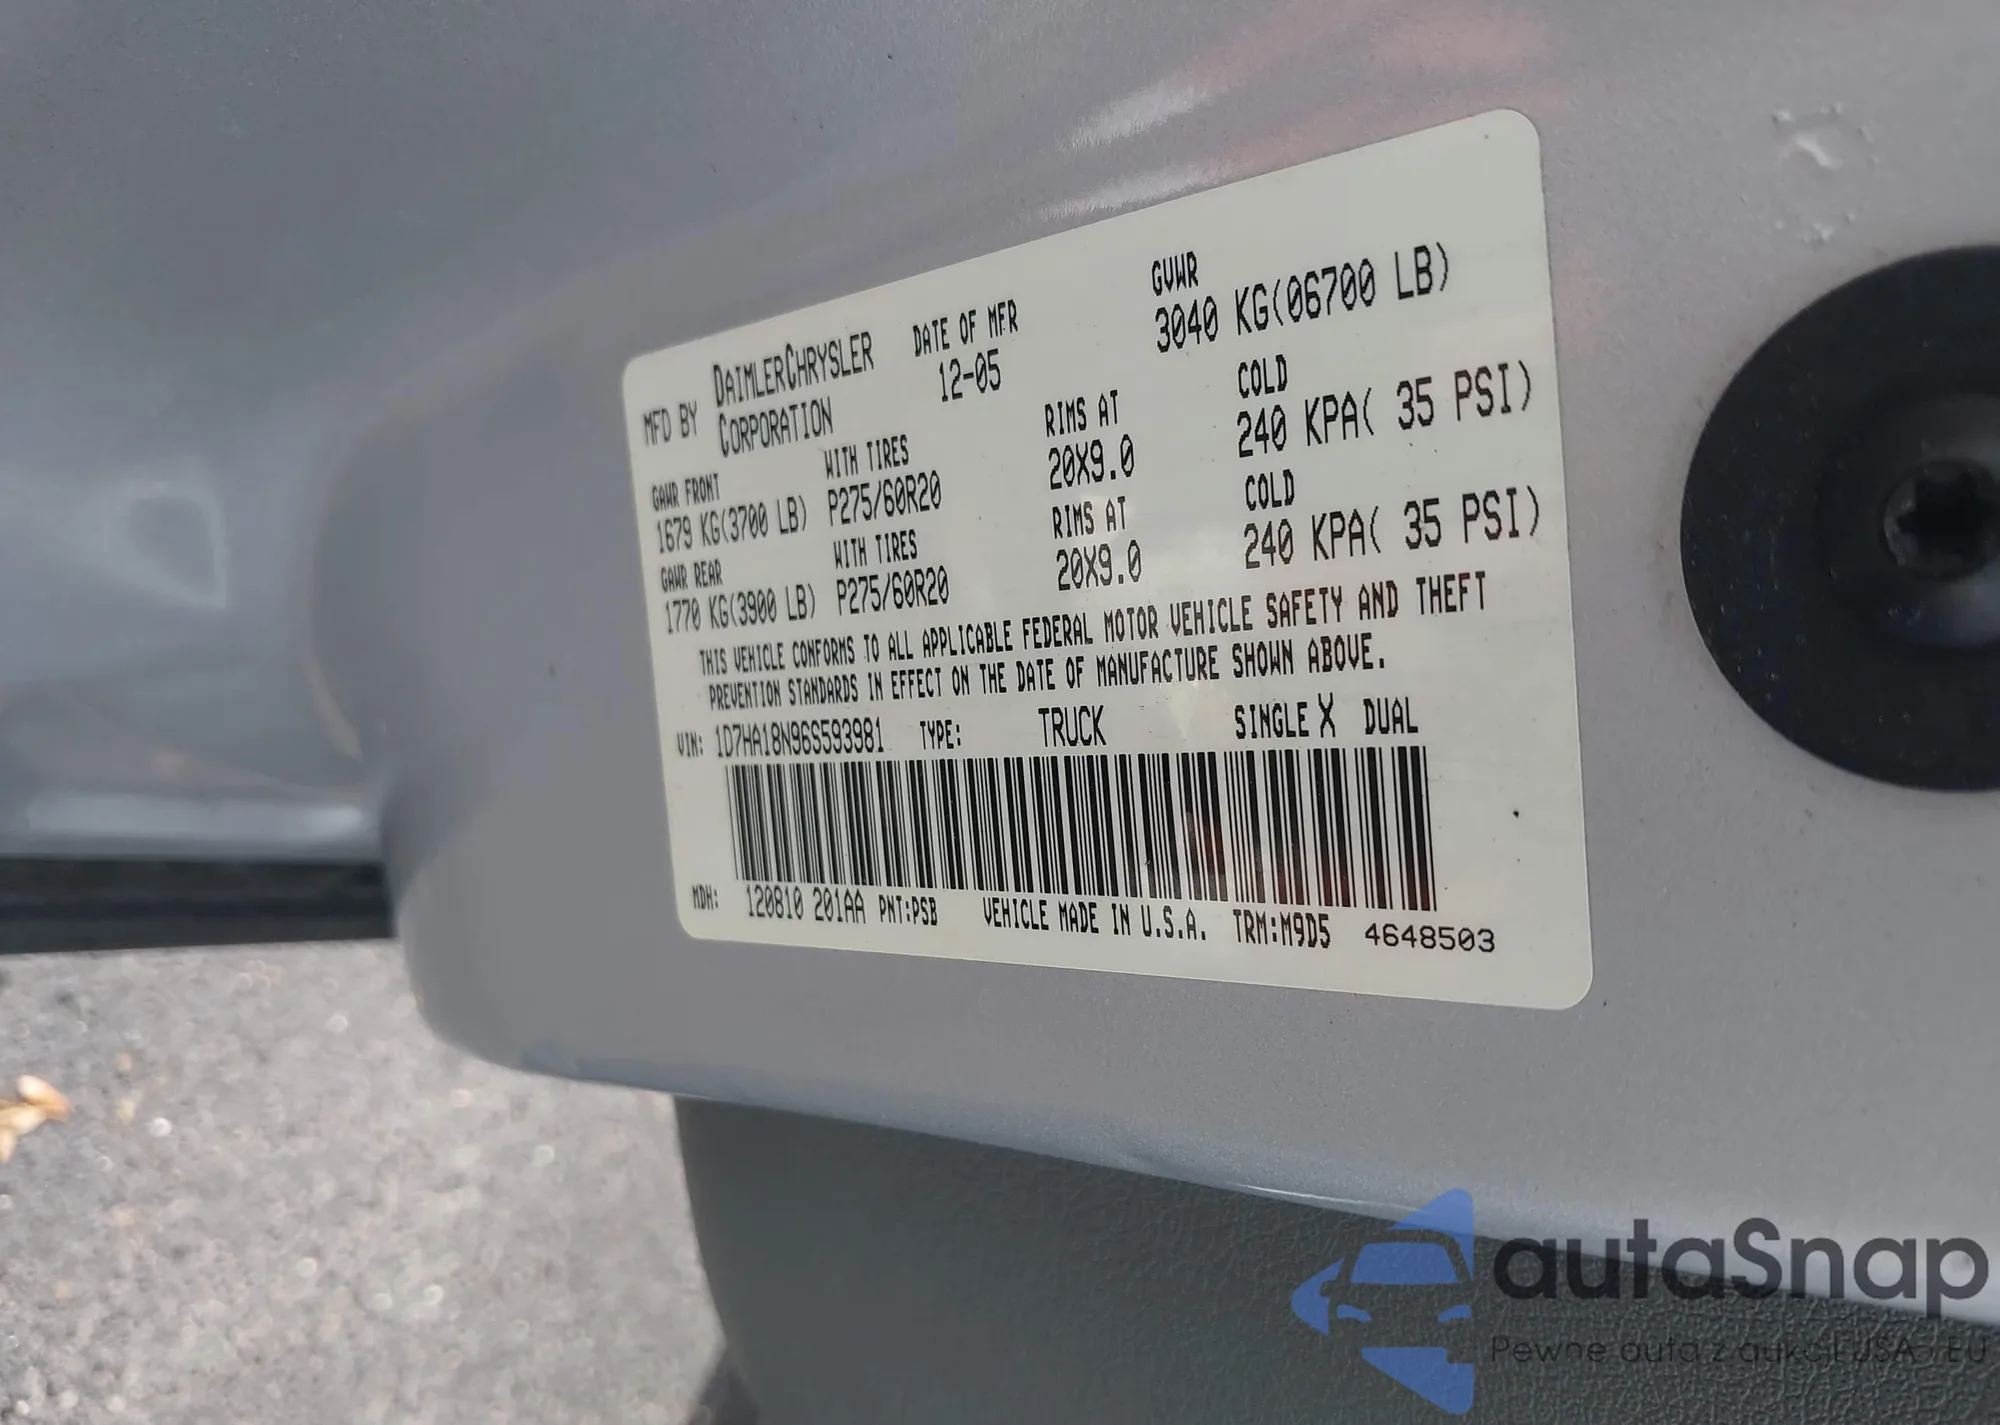 MFD BY DAIMLERCHRYSLER CORPORATION DATE OF MFR 12-05 GVWR 3040 KG(06700 LB)
GAWR FRONT WITH TIRES RIMS AT COLD
1679 KG(3700 LB) P275/60R20 20X9.0 240 KPA( 35 PSI)
GAWR REAR WITH TIRES RIMS AT COLD
1770 KG(3900 LB) P275/60R20 20X9.0 240 KPA( 35 PSI)
THIS VEHICLE CONFORMS TO ALL APPLICABLE FEDERAL MOTOR VEHICLE SAFETY AND THEFT
PREVENTION STANDARDS IN EFFECT ON THE DATE OF MANUFACTURE SHOWN ABOVE.
VIN: 1D7HA18N96S593981 TYPE: TRUCK SINGLE X DUAL
MDH: 120810 201AA PNT:PSB VEHICLE MADE IN U.S.A. TRM:M9D5 4648503
autaSnap
Pewne auta z aukcji USA i EU